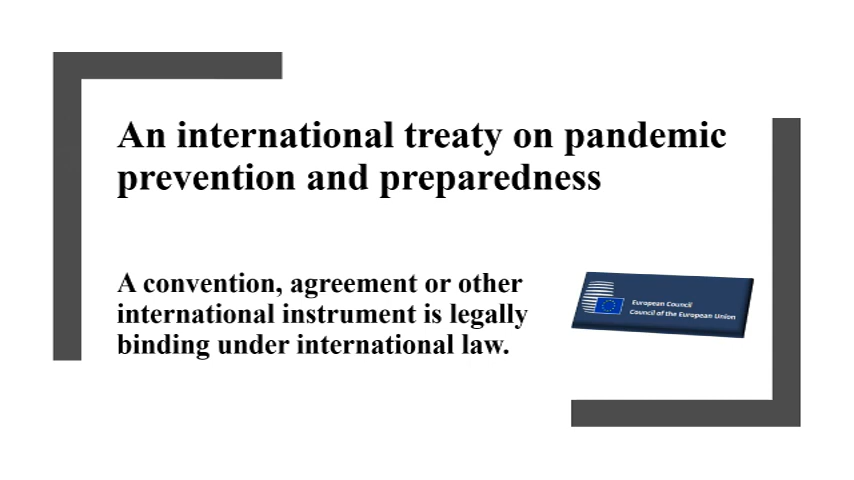 An international treaty on pandemic
prevention and preparedness
A convention, agreement or other
international instrument is legally
binding under international law.
European Council
Council of the European Union